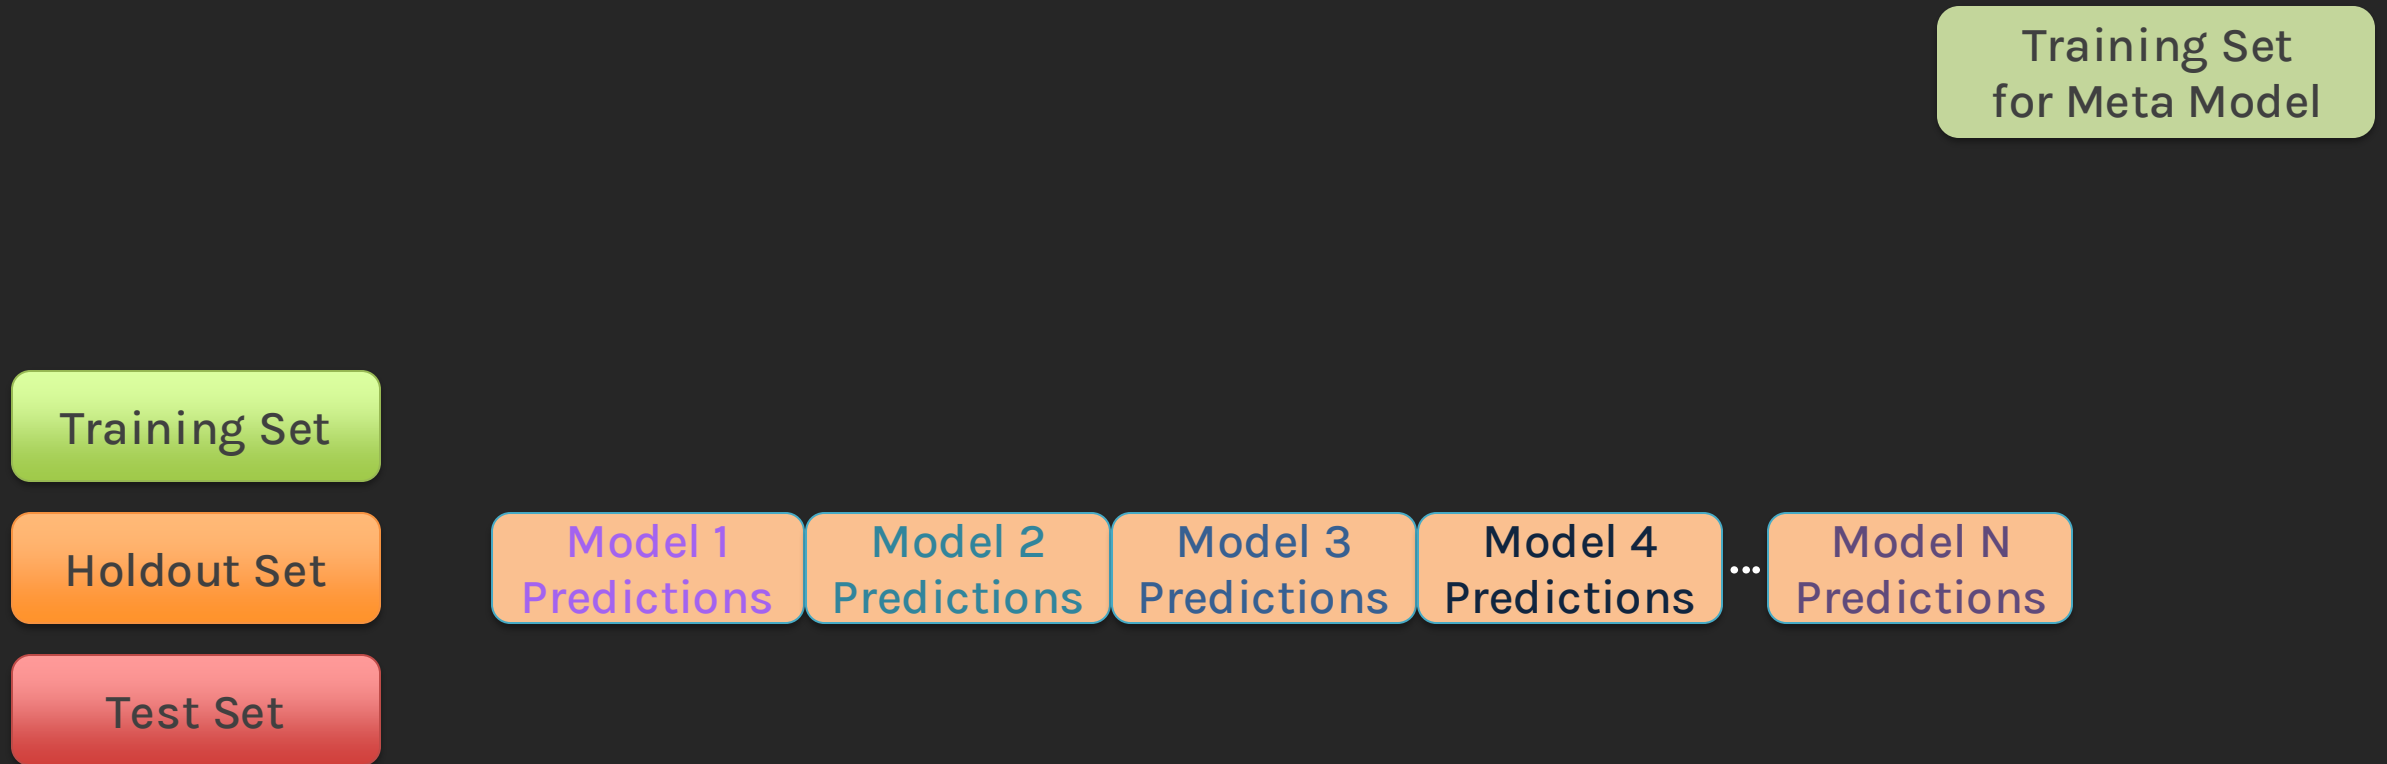 Training Set
for Meta Model
Training Set
Holdout Set
Model 1
Predictions
Model 2
Predictions
Model 3
Predictions
Model 4
Predictions
...
Model N
Predictions
Test Set